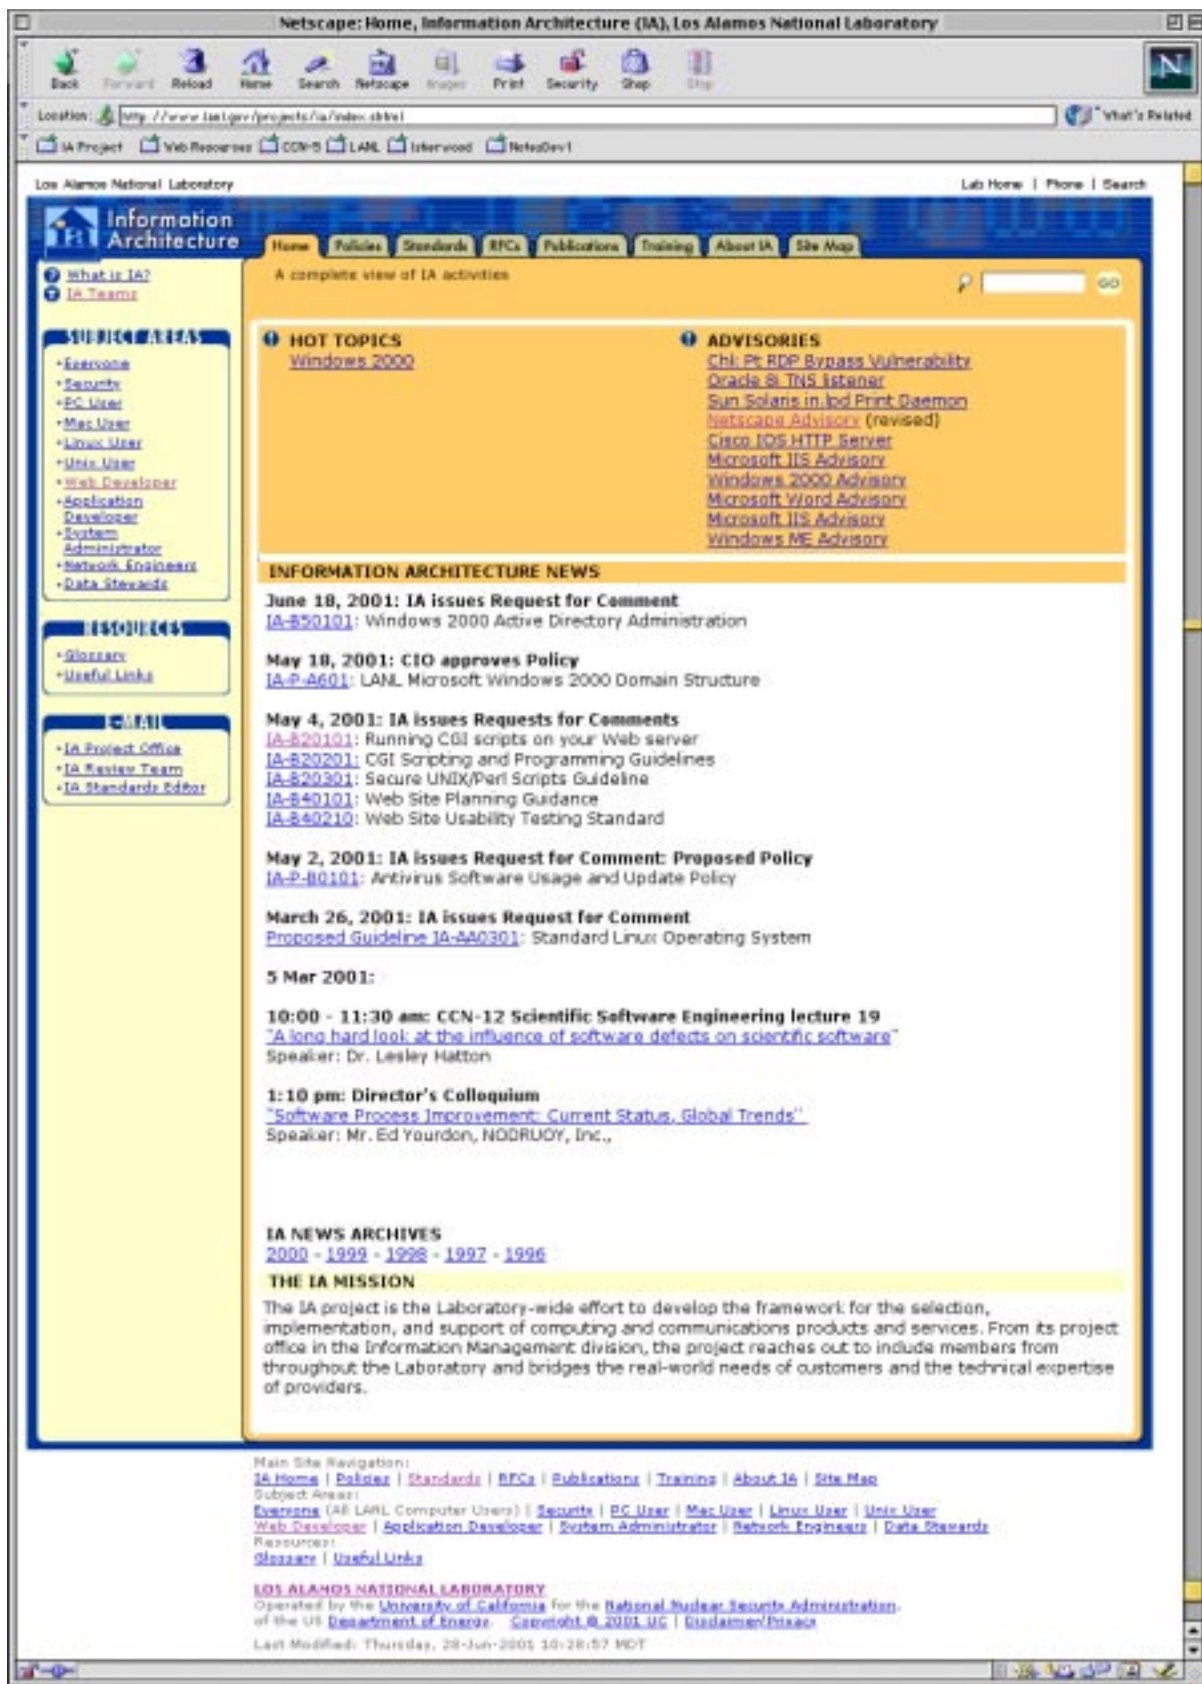 Netscape: Home, Information Architecture (IA), Los Alamos National Laboratory
Back Forward Reload Home Search Netscape Images Print Security Shop Stop
Location: http://www.lanl.gov/projects/ia/index.shtml What's Related
IA Project Web Resources CCN-5 LANL Isherwood NotesDev1
Los Alamos National Laboratory
Lab Home | Phone | Search
Information
Architecture
Home Policies Standards RFCs Publications Training About IA Site Map
What is IA?
IA Teams
A complete view of IA activities
GO
SUBJECT AREAS
Everyone
Security
PC User
Mac User
Linux User
Unix User
Web Developer
Application
Developer
System
Administrator
Network Engineers
Data Stewards
RESOURCES
Glossary
Useful Links
E-MAIL
IA Project Office
IA Review Team
IA Standards Editor
HOT TOPICS
Windows 2000
ADVISORIES
Chk Pt RDP Bypass Vulnerability
Oracle 8i TNS listener
Sun Solaris in.lpd Print Daemon
Netscape Advisory (revised)
Cisco IOS HTTP Server
Microsoft IIS Advisory
Windows 2000 Advisory
Microsoft Word Advisory
Microsoft IIS Advisory
Windows ME Advisory
INFORMATION ARCHITECTURE NEWS
June 18, 2001: IA issues Request for Comment
IA-B50101: Windows 2000 Active Directory Administration
May 18, 2001: CIO approves Policy
IA-P-A601: LANL Microsoft Windows 2000 Domain Structure
May 4, 2001: IA issues Requests for Comments
IA-B20101: Running CGI scripts on your Web server
IA-B20201: CGI Scripting and Programming Guidelines
IA-B20301: Secure UNIX/Perl Scripts Guideline
IA-B40101: Web Site Planning Guidance
IA-B40210: Web Site Usability Testing Standard
May 2, 2001: IA issues Request for Comment: Proposed Policy
IA-P-B0101: Antivirus Software Usage and Update Policy
March 26, 2001: IA issues Request for Comment
Proposed Guideline IA-AA0301: Standard Linux Operating System
5 Mar 2001:
10:00 - 11:30 am: CCN-12 Scientific Software Engineering lecture 19
"A long hard look at the influence of software defects on scientific software"
Speaker: Dr. Lesley Hatton
1:10 pm: Director's Colloquium
"Software Process Improvement: Current Status, Global Trends"
Speaker: Mr. Ed Yourdon, NODRUOY, Inc.,
IA NEWS ARCHIVES
2000 - 1999 - 1998 - 1997 - 1996
THE IA MISSION
The IA project is the Laboratory-wide effort to develop the framework for the selection,
implementation, and support of computing and communications products and services. From its project
office in the Information Management division, the project reaches out to include members from
throughout the Laboratory and bridges the real-world needs of customers and the technical expertise
of providers.
Main Site Navigation:
IA Home | Policies | Standards | RFCs | Publications | Training | About IA | Site Map
Subject Areas:
Everyone (All LANL Computer Users) | Security | PC User | Mac User | Linux User | Unix User
Web Developer | Application Developer | System Administrator | Network Engineers | Data Stewards
Resources:
Glossary | Useful Links
LOS ALAMOS NATIONAL LABORATORY
Operated by the University of California for the National Nuclear Security Administration,
of the US Department of Energy. Copyright © 2001 UC | Disclaimer/Privacy
Last Modified: Thursday, 28-Jun-2001 10:28:57 MDT